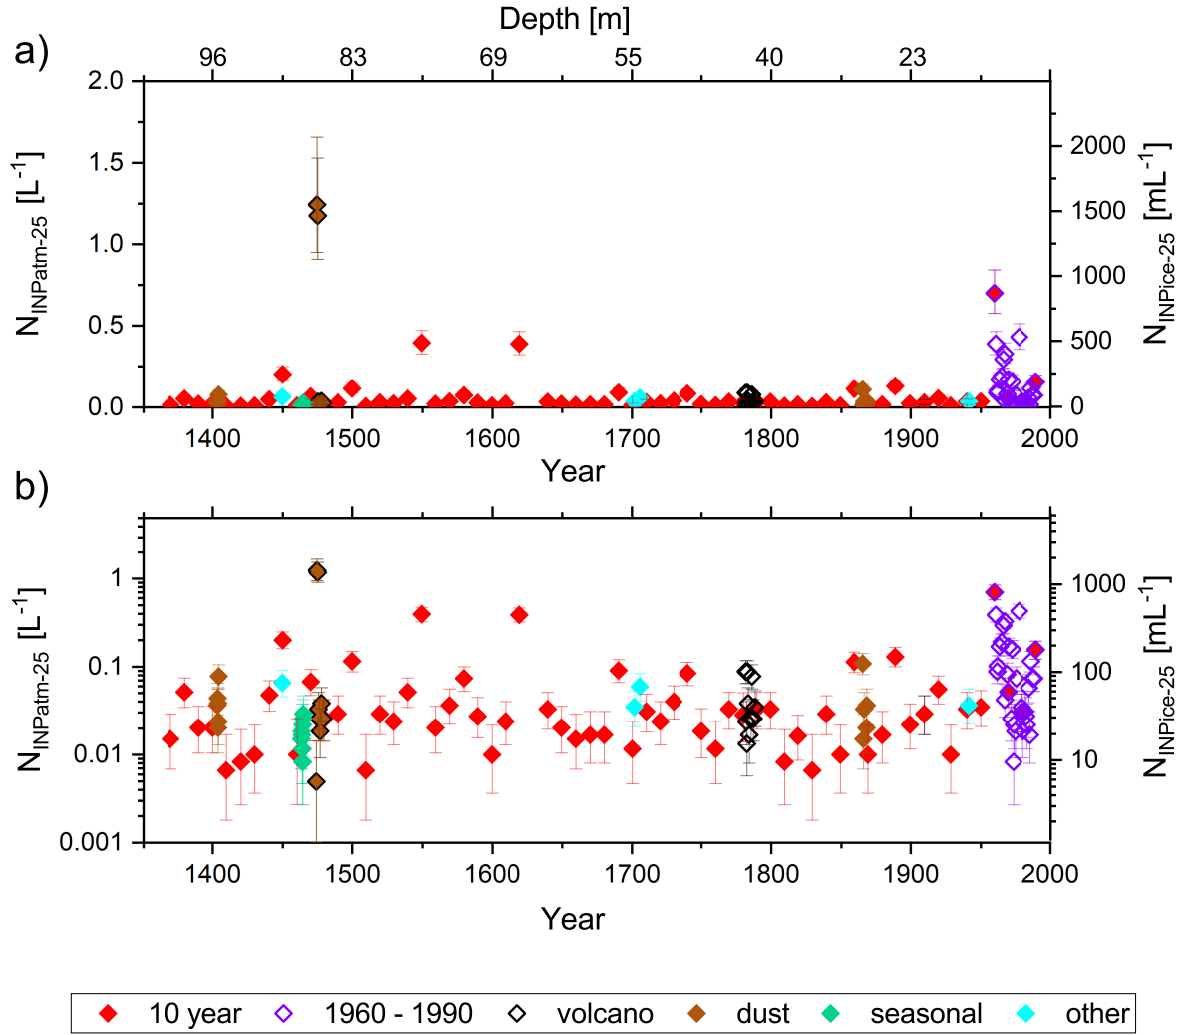 Depth [m]
a)
96 83 69 55 40 23
2.0
1.5
1.0
0.5
0.0
N_INPatm-25 [L^-1]
2000
1500
1000
500
0
N_INPice-25 [mL^-1]
1400 1500 1600 1700 1800 1900 2000
Year
b)
1
0.1
0.01
0.001
N_INPatm-25 [L^-1]
1000
100
10
N_INPice-25 [mL^-1]
1400 1500 1600 1700 1800 1900 2000
Year
10 year 1960 - 1990 volcano dust seasonal other